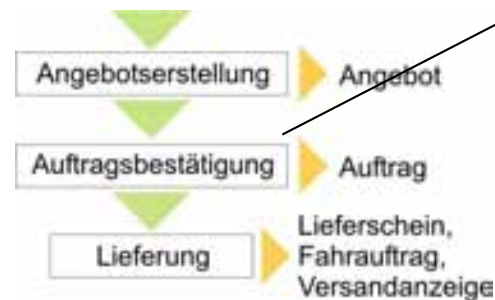 Angebotserstellung
Angebot
Auftragsbestätigung
Auftrag
Lieferung
Lieferschein,
Fahrauftrag,
Versandanzeige